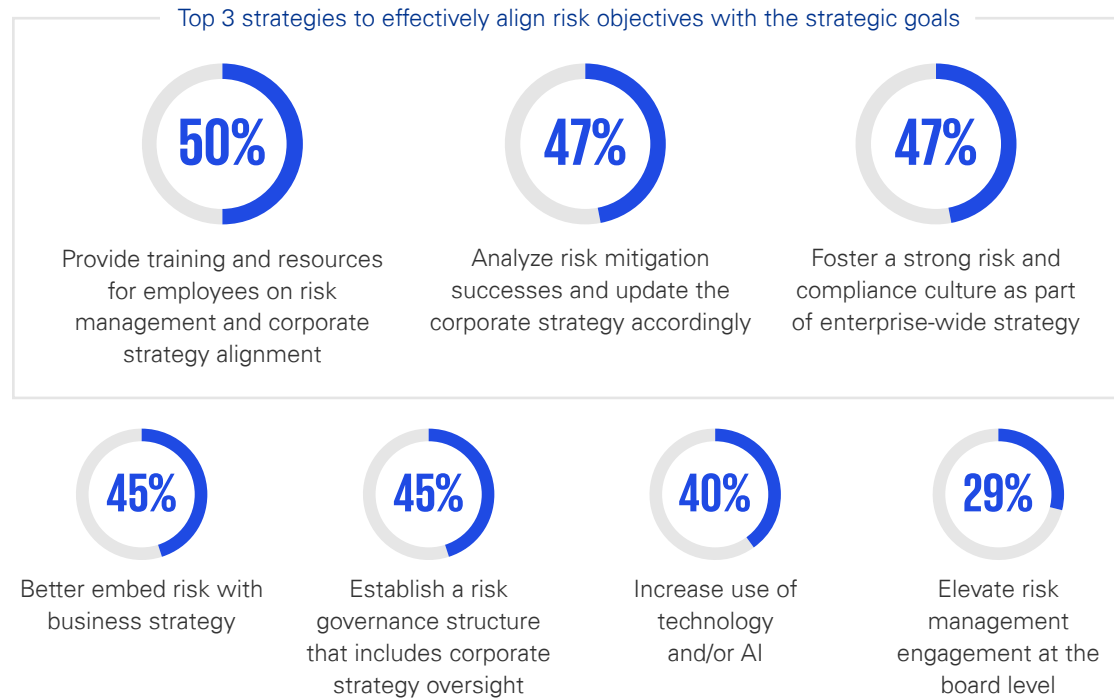 Top 3 strategies to effectively align risk objectives with the strategic goals
50%
Provide training and resources
for employees on risk
management and corporate
strategy alignment
47%
Analyze risk mitigation
successes and update the
corporate strategy accordingly
47%
Foster a strong risk and
compliance culture as part
of enterprise-wide strategy
45%
Better embed risk with
business strategy
45%
Establish a risk
governance structure
that includes corporate
strategy oversight
40%
Increase use of
technology
and/or AI
29%
Elevate risk
management
engagement at the
board level